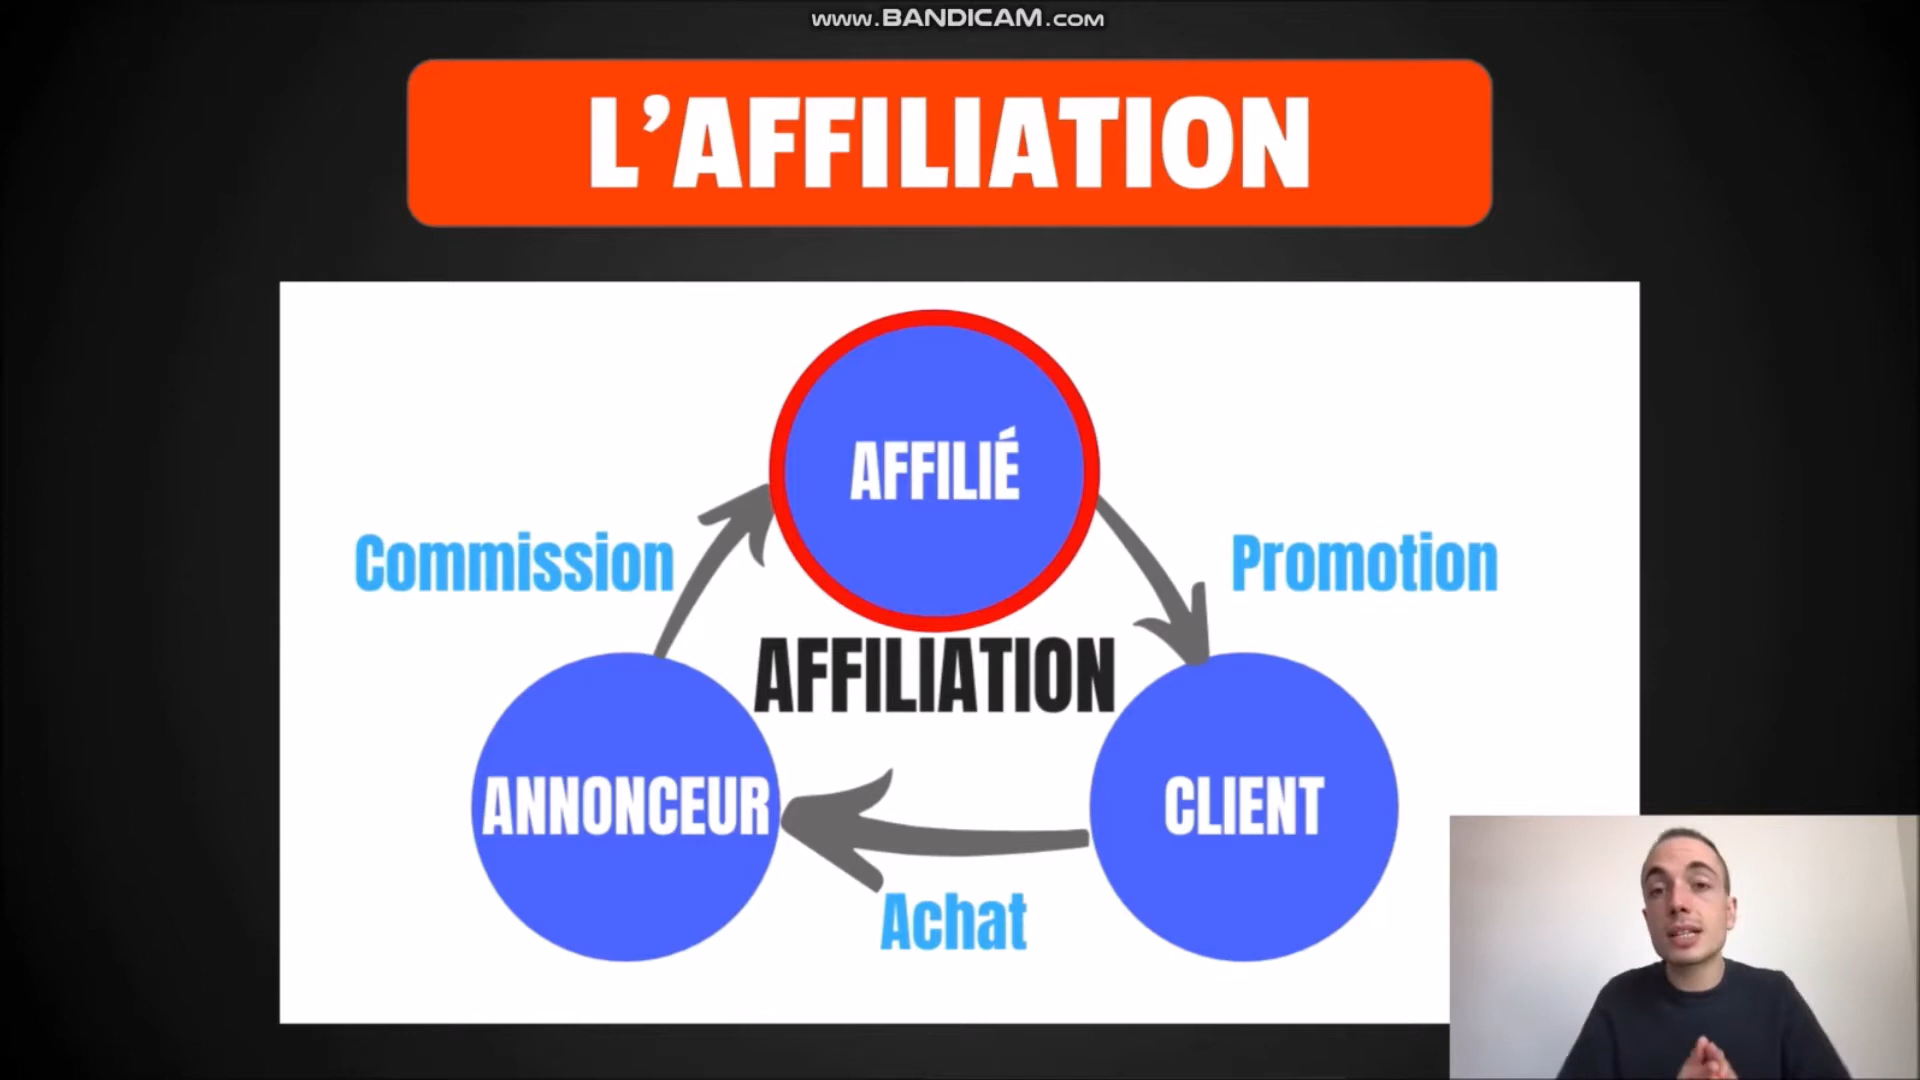 www.BANDICAM.com
L’AFFILIATION
AFFILIÉ
Commission
Promotion
AFFILIATION
ANNONCEUR
CLIENT
Achat